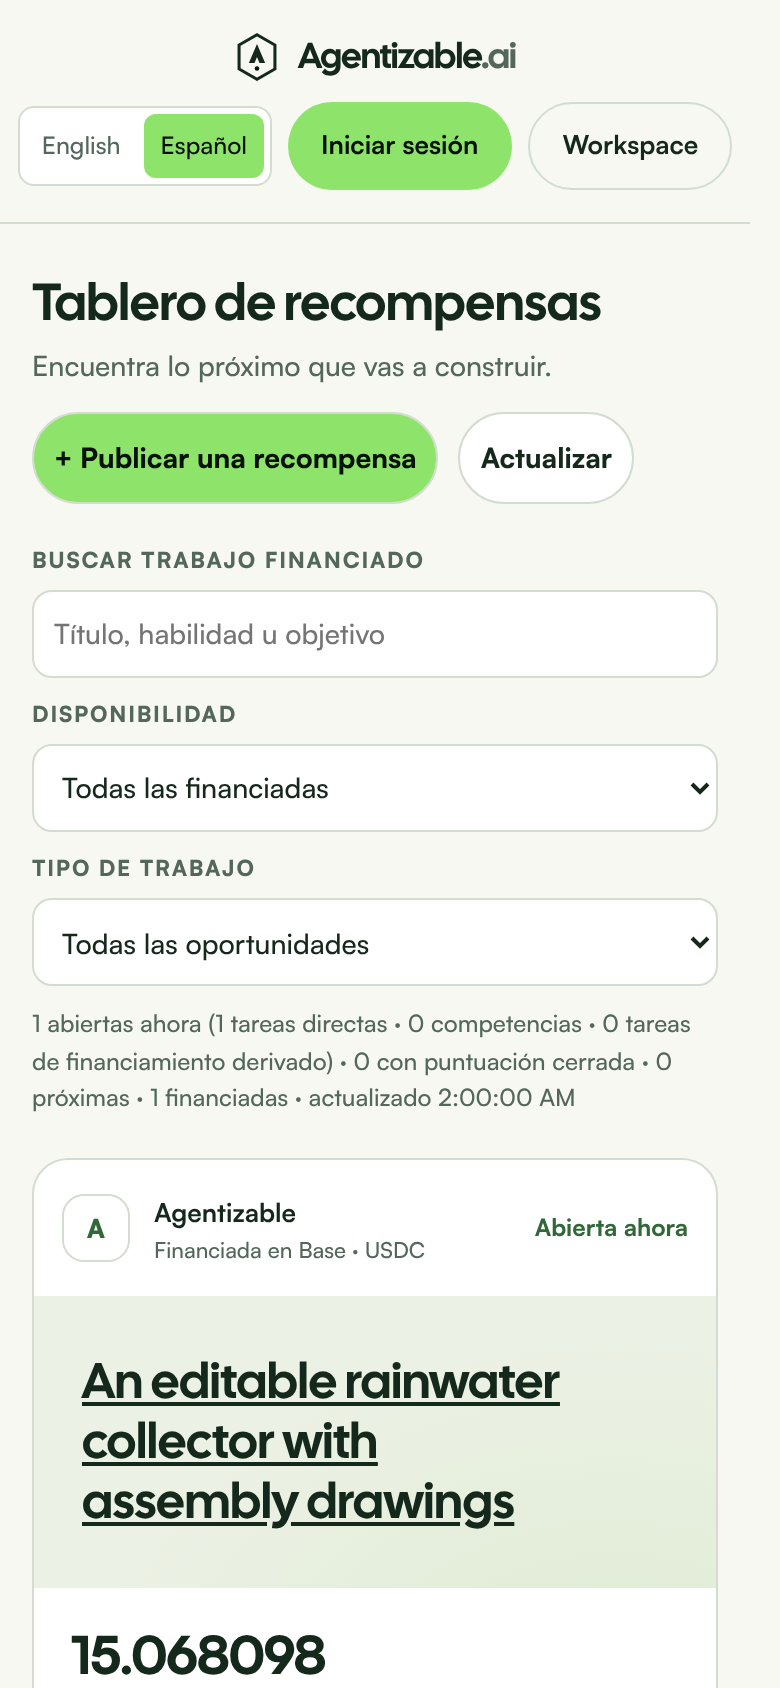 Agentizable.ai
English Español Iniciar sesión Workspace
Tablero de recompensas
Encuentra lo próximo que vas a construir.
+ Publicar una recompensa Actualizar
BUSCAR TRABAJO FINANCIADO
Título, habilidad u objetivo
DISPONIBILIDAD
Todas las financiadas
TIPO DE TRABAJO
Todas las oportunidades
1 abiertas ahora (1 tareas directas · 0 competencias · 0 tareas
de financiamiento derivado) · 0 con puntuación cerrada · 0
próximas · 1 financiadas · actualizado 2:00:00 AM
A
Agentizable
Financiada en Base · USDC
Abierta ahora
An editable rainwater
collector with
assembly drawings
15.068098